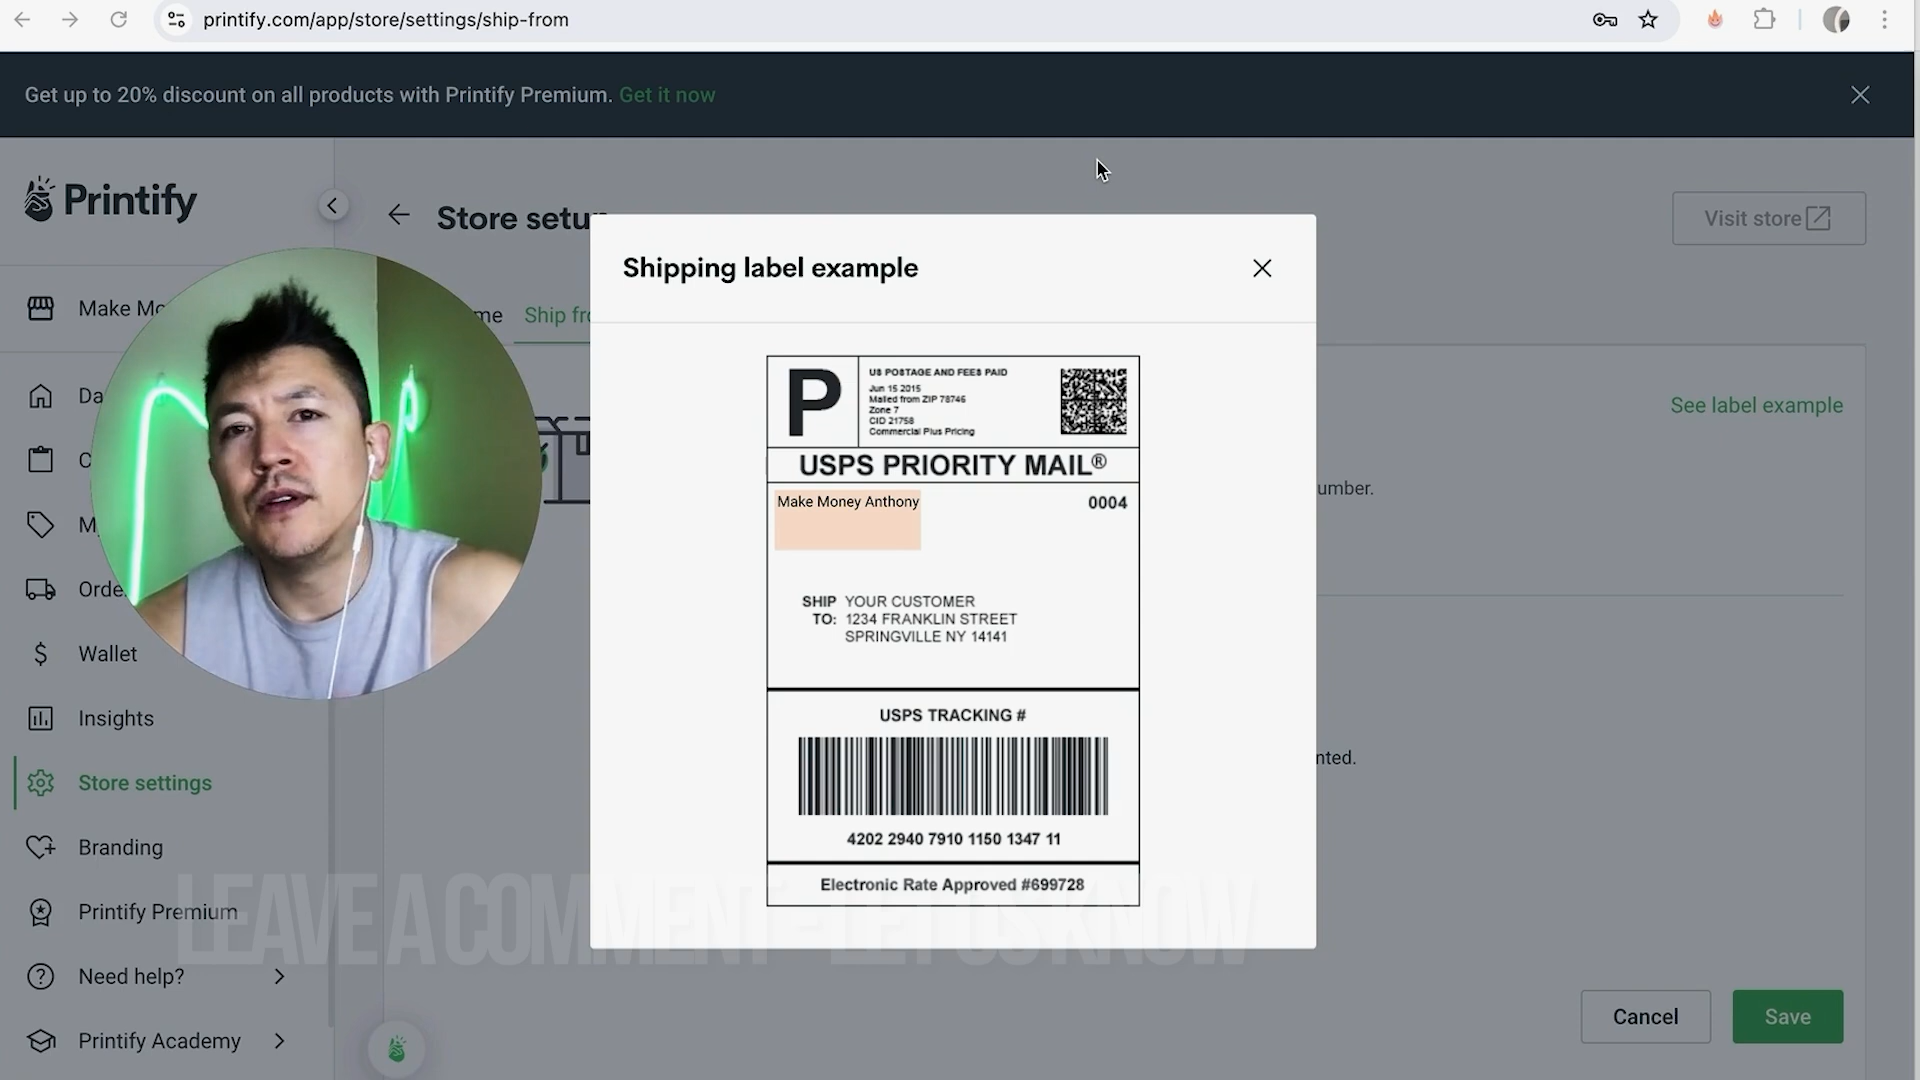 printify.com/app/store/settings/ship-from
Get up to 20% discount on all products with Printify Premium. Get it now
Printify
Store setu
Visit store
Shipping label example
Make Mo
me
Ship fro
Da
See label example
P
US POSTAGE AND FEES PAID
Jun 15 2015
Mailed from ZIP 78746
Zone 7
CID 21758
Commercial Plus Pricing
C
USPS PRIORITY MAIL®
umber.
Make Money Anthony
0004
M
Orde
SHIP TO:
YOUR CUSTOMER
1234 FRANKLIN STREET
SPRINGVILLE NY 14141
Wallet
Insights
USPS TRACKING #
nted.
Store settings
4202 2940 7910 1150 1347 11
Branding
Electronic Rate Approved #699728
Printify Premium
LEAVE A COMMENT - LET US KNOW
Need help?
Cancel
Save
Printify Academy